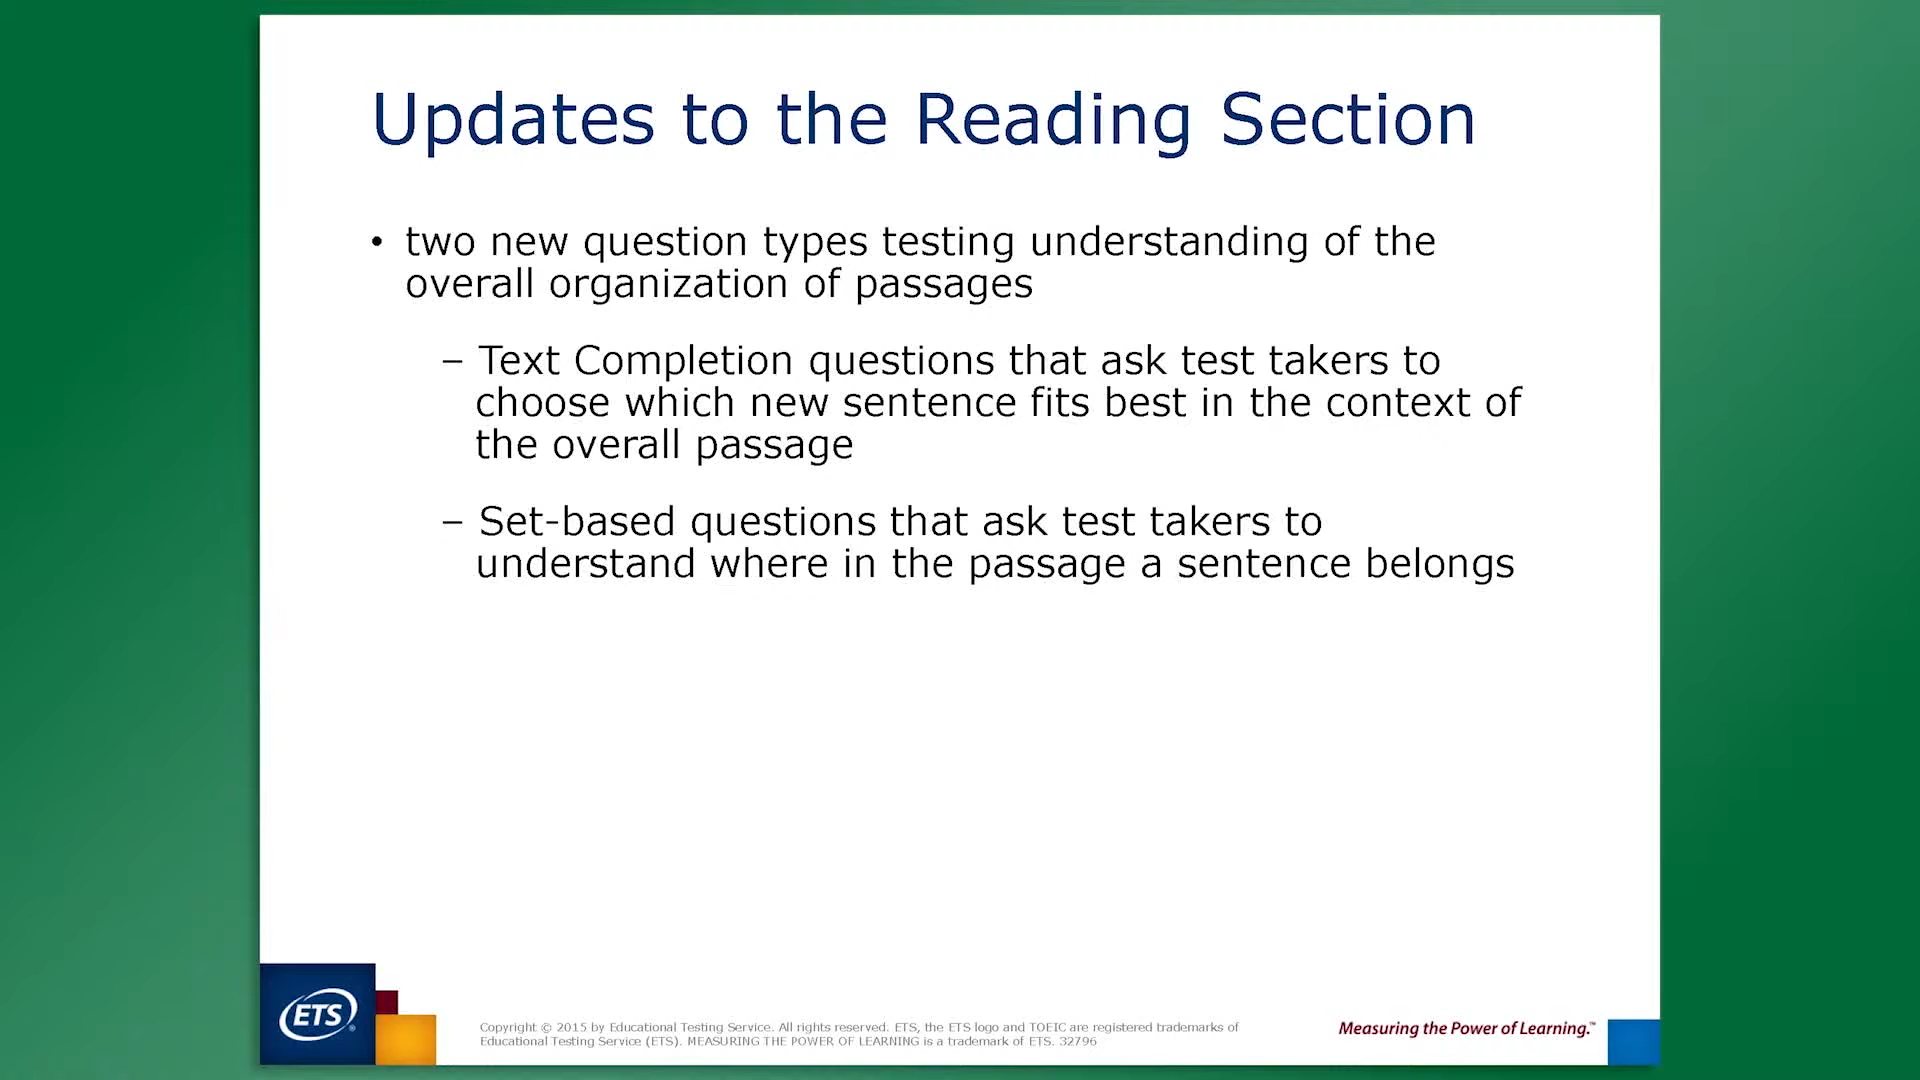 Updates to the Reading Section
• two new question types testing understanding of the
overall organization of passages
– Text Completion questions that ask test takers to
choose which new sentence fits best in the context of
the overall passage
– Set-based questions that ask test takers to
understand where in the passage a sentence belongs
ETS®
Copyright © 2015 by Educational Testing Service. All rights reserved. ETS, the ETS logo and TOEIC are registered trademarks of
Educational Testing Service (ETS). MEASURING THE POWER OF LEARNING is a trademark of ETS. 32796
Measuring the Power of Learning.™